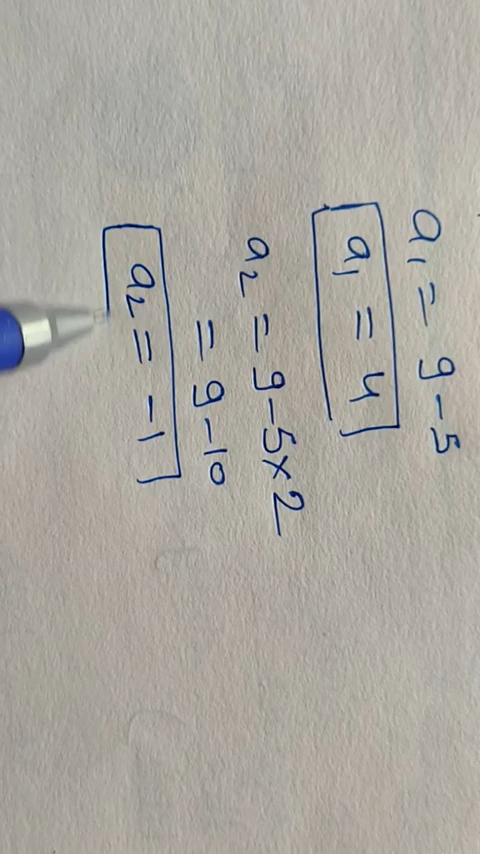 a₁ = 9-5
a₁ = 4
a₂ = 9-5×2
= 9-10
a₂ = -1